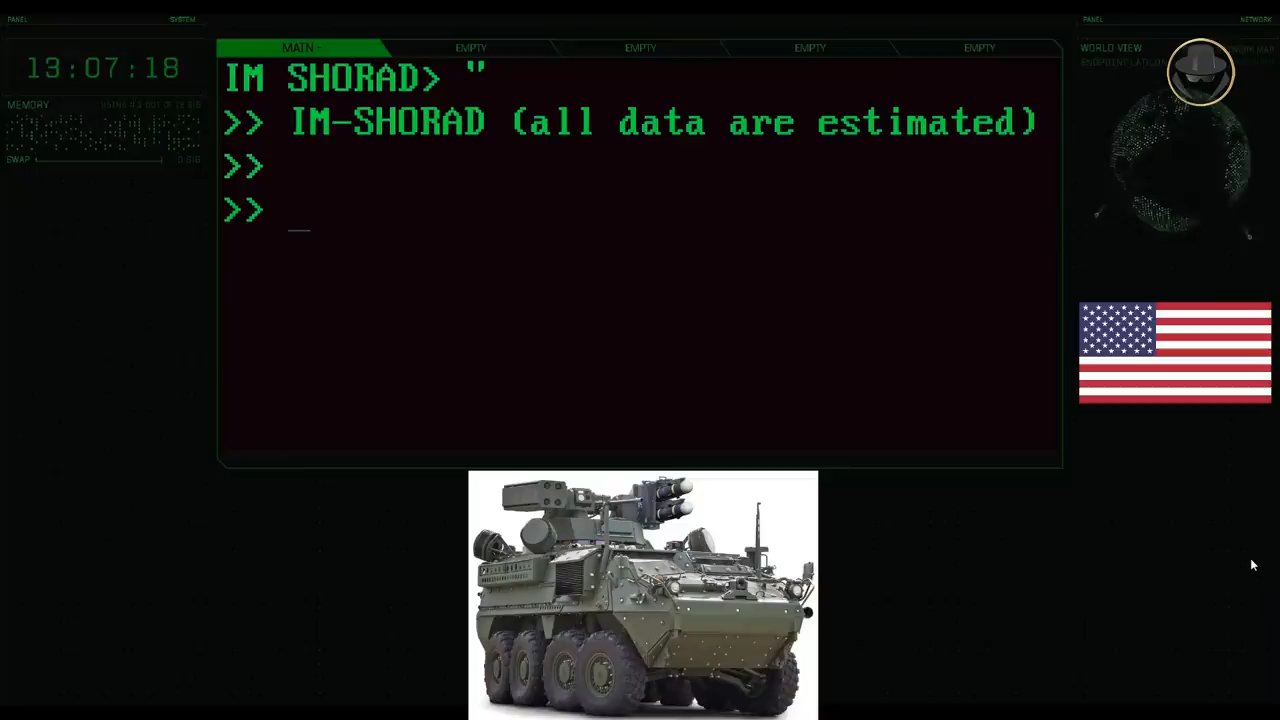 PANEL
SYSTEM
PANEL
NETWORK
MAIN -
EMPTY
EMPTY
EMPTY
EMPTY
WORLD VIEW
13:07:18
MEMORY
SWAP
IM SHORAD> "
>> IM-SHORAD (all data are estimated)
>>
>> _